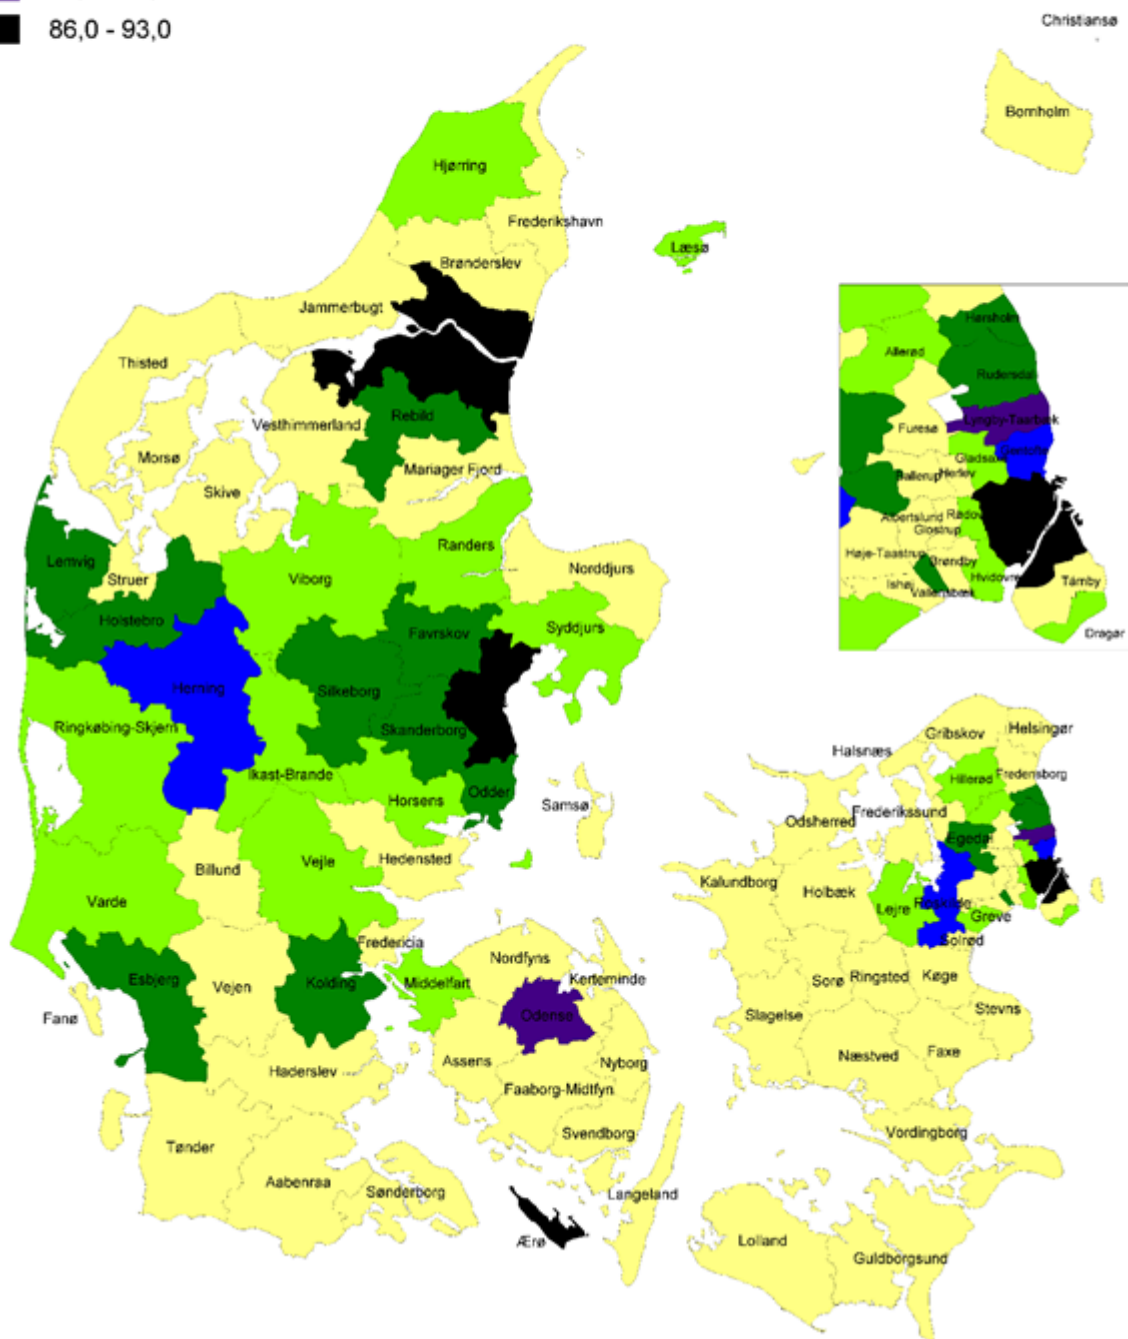 86,0 - 93,0
Christiansø
Bornholm
Hjørring
Frederikshavn
Læsø
Brønderslev
Jammerbugt
Thisted
Vesthimmerland
Rebild
Morsø
Mariager Fjord
Skive
Lemvig
Struer
Randers
Viborg
Norddjurs
Holstebro
Favrskov
Syddjurs
Herning
Silkeborg
Ringkøbing-Skjern
Skanderborg
Ikast-Brande
Horsens
Odder
Samsø
Hedensted
Vejle
Billund
Varde
Fredericia
Esbjerg
Vejen
Kolding
Middelfart
Nordfyns
Kerteminde
Fanø
Odense
Assens
Nyborg
Haderslev
Faaborg-Midtfyn
Svendborg
Tønder
Aabenraa
Sønderborg
Langeland
Ærø
Hørsholm
Allerød
Rudersdal
Lyngby-Taarbæk
Furesø
Gentofte
Gladsaxe
Ballerup
Herlev
Albertslund
Rødovre
Glostrup
Høje-Taastrup
Brøndby
Ishøj
Vallensbæk
Hvidovre
Tårnby
Dragør
Helsingør
Gribskov
Halsnæs
Hillerød
Fredensborg
Frederikssund
Odsherred
Egedal
Kalundborg
Holbæk
Lejre
Roskilde
Greve
Solrød
Sorø
Ringsted
Køge
Slagelse
Stevns
Næstved
Faxe
Vordingborg
Lolland
Guldborgsund